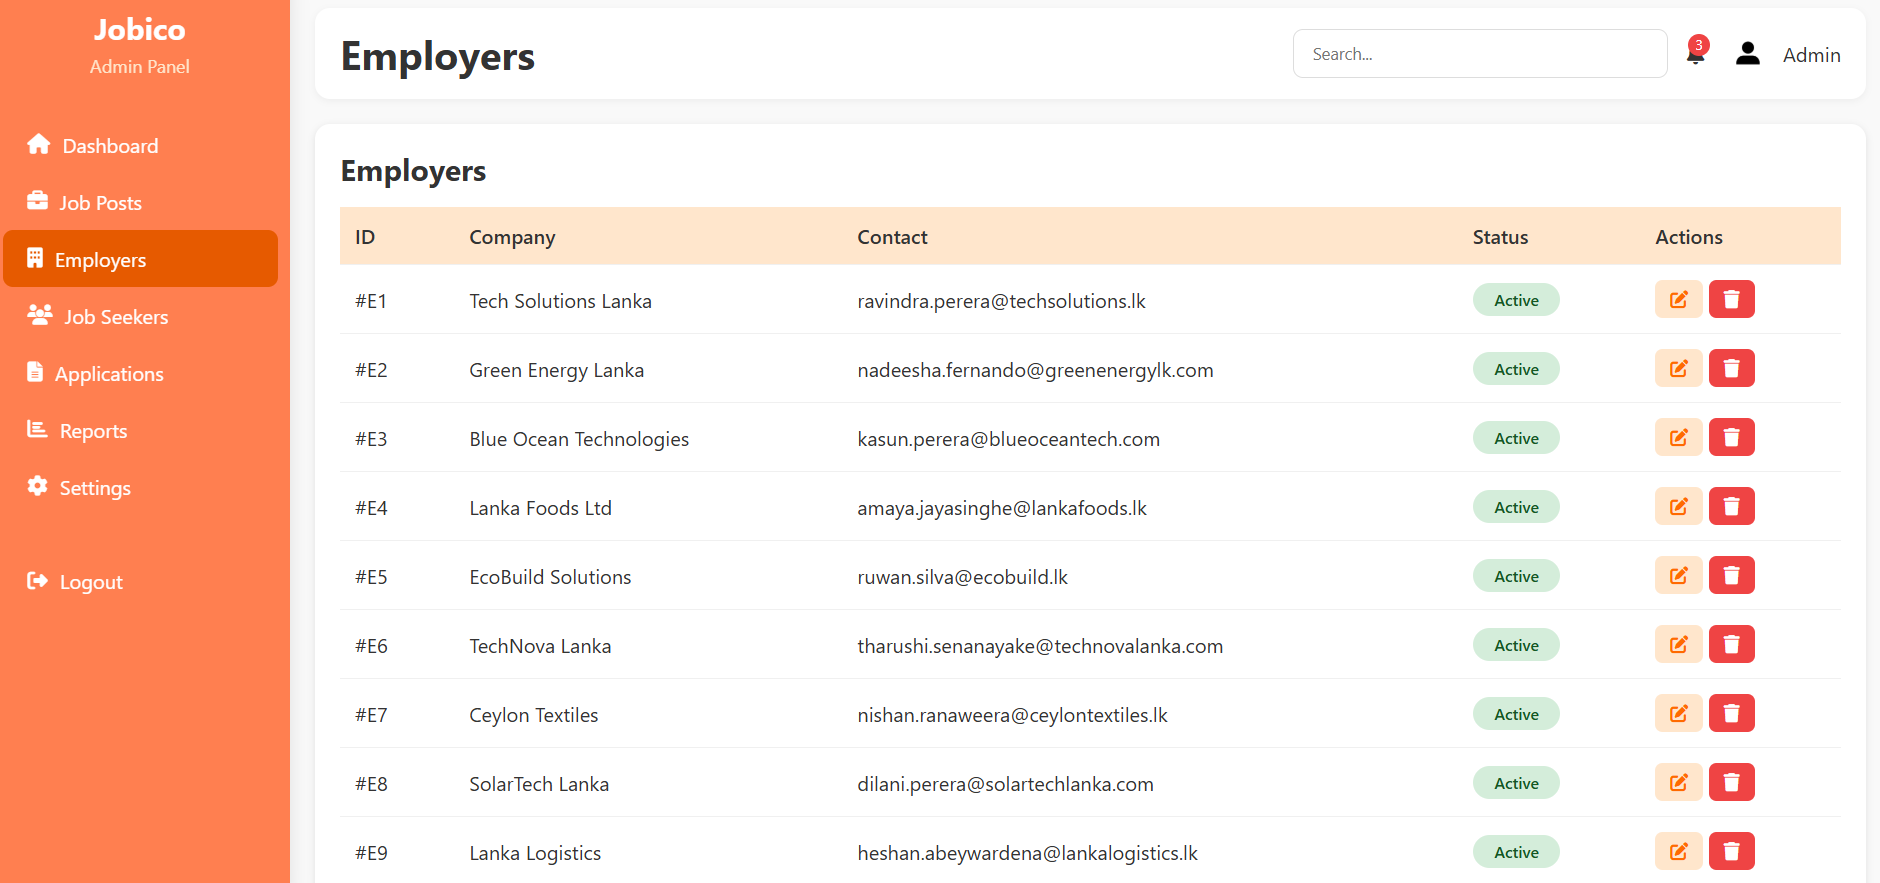 Jobico
Admin Panel
Dashboard
Job Posts
Employers
Job Seekers
Applications
Reports
Settings
Logout
Employers
Search...
3
Admin
Employers
ID Company Contact Status Actions
#E1 Tech Solutions Lanka ravindra.perera@techsolutions.lk Active
#E2 Green Energy Lanka nadeesha.fernando@greenenergylk.com Active
#E3 Blue Ocean Technologies kasun.perera@blueoceantech.com Active
#E4 Lanka Foods Ltd amaya.jayasinghe@lankafoods.lk Active
#E5 EcoBuild Solutions ruwan.silva@ecobuild.lk Active
#E6 TechNova Lanka tharushi.senanayake@technovalanka.com Active
#E7 Ceylon Textiles nishan.ranaweera@ceylontextiles.lk Active
#E8 SolarTech Lanka dilani.perera@solartechlanka.com Active
#E9 Lanka Logistics heshan.abeywardena@lankalogistics.lk Active